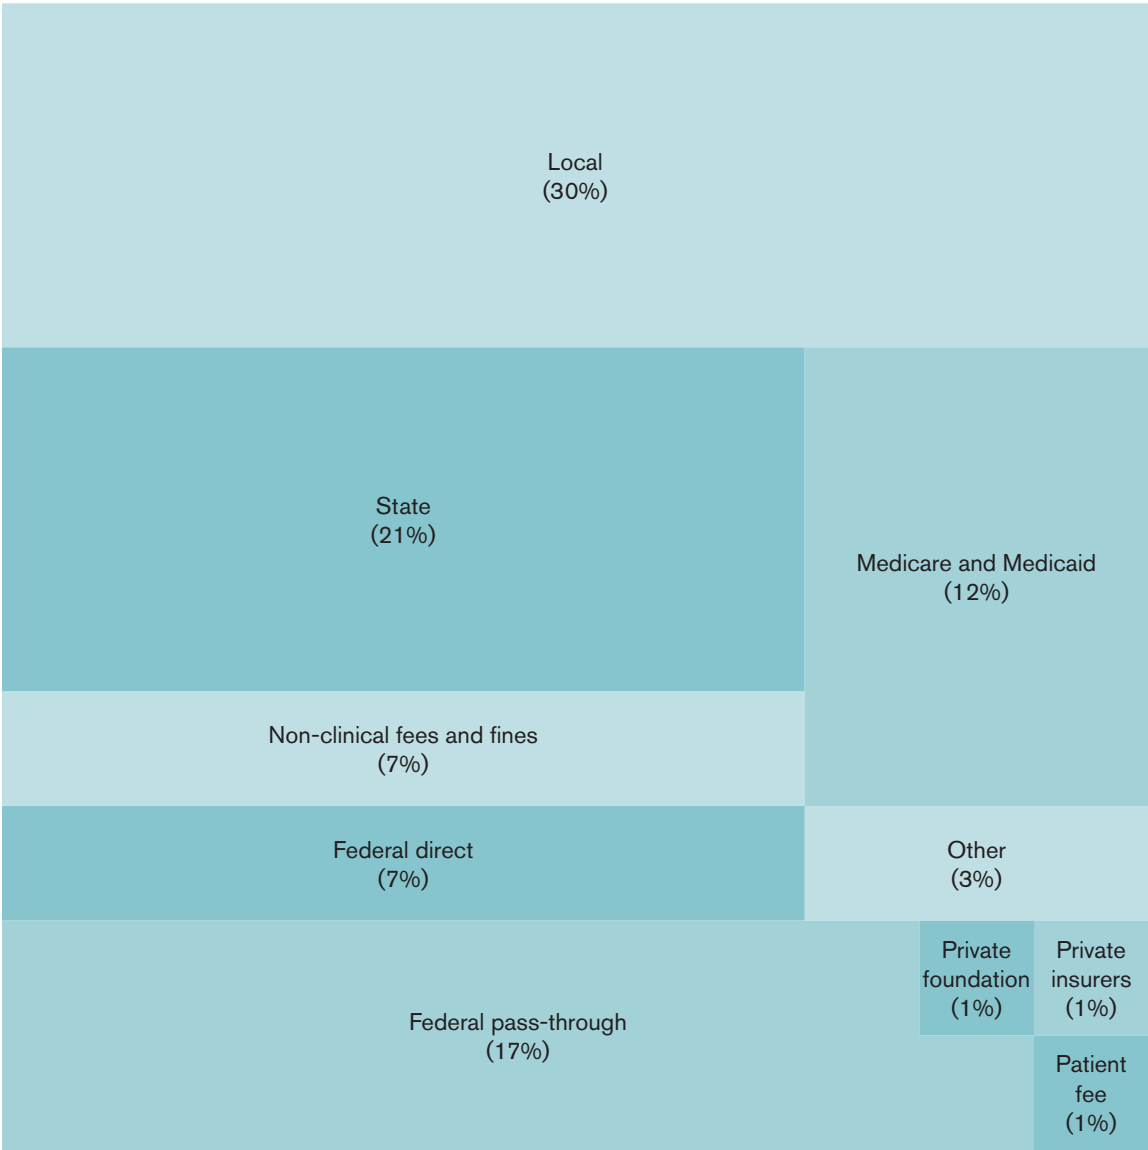 Local
(30%)
State
(21%)
Medicare and Medicaid
(12%)
Non-clinical fees and fines
(7%)
Federal direct
(7%)
Other
(3%)
Federal pass-through
(17%)
Private
foundation
(1%)
Private
insurers
(1%)
Patient
fee
(1%)